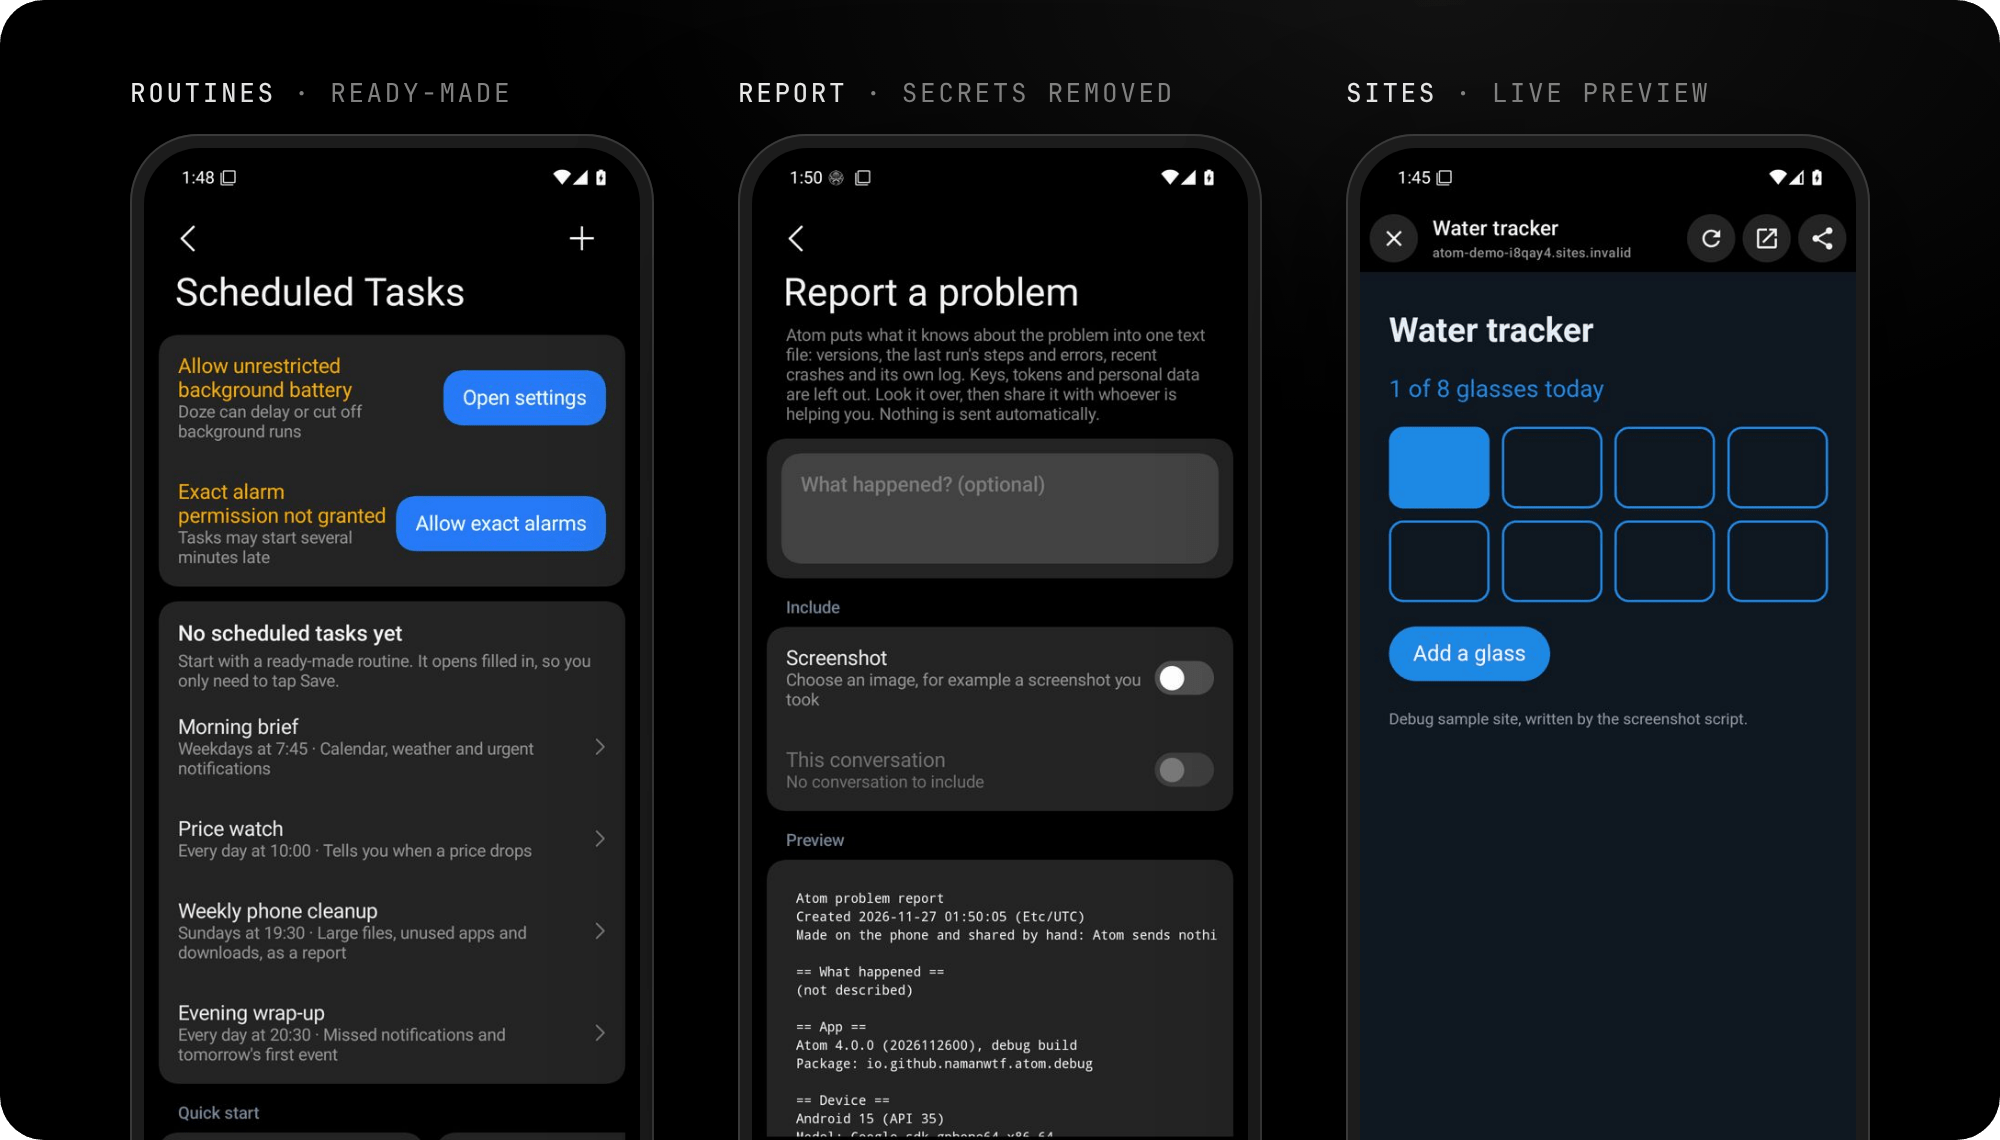 ROUTINES · READY-MADE
1:48
Scheduled Tasks
Allow unrestricted
background battery
Doze can delay or cut off
background runs
Open settings
Exact alarm
permission not granted
Tasks may start several
minutes late
Allow exact alarms
No scheduled tasks yet
Start with a ready-made routine. It opens filled in, so you
only need to tap Save.
Morning brief
Weekdays at 7:45 · Calendar, weather and urgent
notifications
Price watch
Every day at 10:00 · Tells you when a price drops
Weekly phone cleanup
Sundays at 19:30 · Large files, unused apps and
downloads, as a report
Evening wrap-up
Every day at 20:30 · Missed notifications and
tomorrow's first event
Quick start
REPORT · SECRETS REMOVED
1:50
Report a problem
Atom puts what it knows about the problem into one text
file: versions, the last run's steps and errors, recent
crashes and its own log. Keys, tokens and personal data
are left out. Look it over, then share it with whoever is
helping you. Nothing is sent automatically.
What happened? (optional)
Include
Screenshot
Choose an image, for example a screenshot you
took
This conversation
No conversation to include
Preview
Atom problem report
Created 2026-11-27 01:50:05 (Etc/UTC)
Made on the phone and shared by hand: Atom sends nothi
== What happened ==
(not described)
== App ==
Atom 4.0.0 (2026112600), debug build
Package: io.github.namanwtf.atom.debug
== Device ==
Android 15 (API 35)
Model: Google sdk_gphone64_x86_64
SITES · LIVE PREVIEW
1:45
Water tracker
atom-demo-i8qay4.sites.invalid
Water tracker
1 of 8 glasses today
Add a glass
Debug sample site, written by the screenshot script.